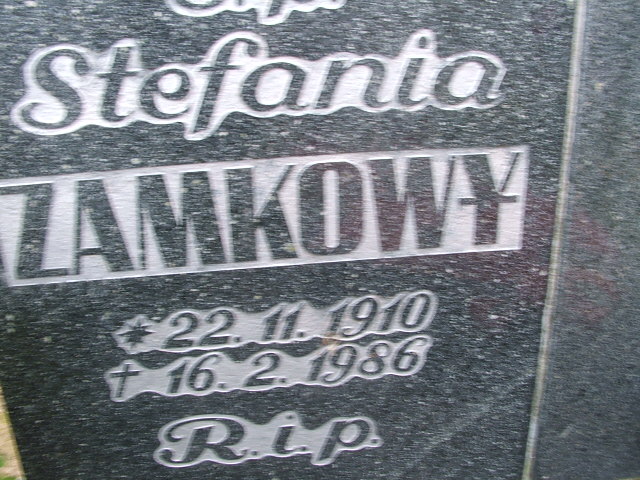 Stefania
ZAMKOWY
* 22. 11. 1910
† 16. 2. 1986
R.i.p.